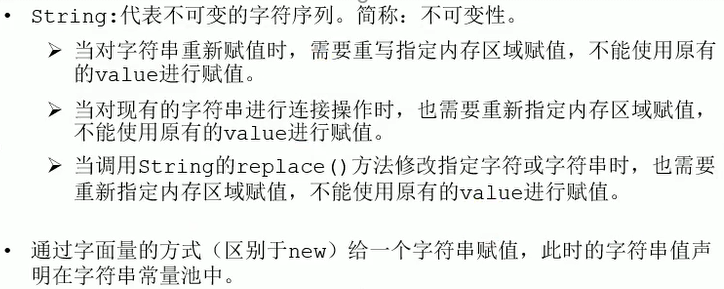 • String:代表不可变的字符序列。简称：不可变性。
➢ 当对字符串重新赋值时，需要重写指定内存区域赋值，不能使用原有
的value进行赋值。
➢ 当对现有的字符串进行连接操作时，也需要重新指定内存区域赋值，
不能使用原有的value进行赋值。
➢ 当调用String的replace()方法修改指定字符或字符串时，也需要
重新指定内存区域赋值，不能使用原有的value进行赋值。
• 通过字面量的方式（区别于new）给一个字符串赋值，此时的字符串值声
明在字符串常量池中。